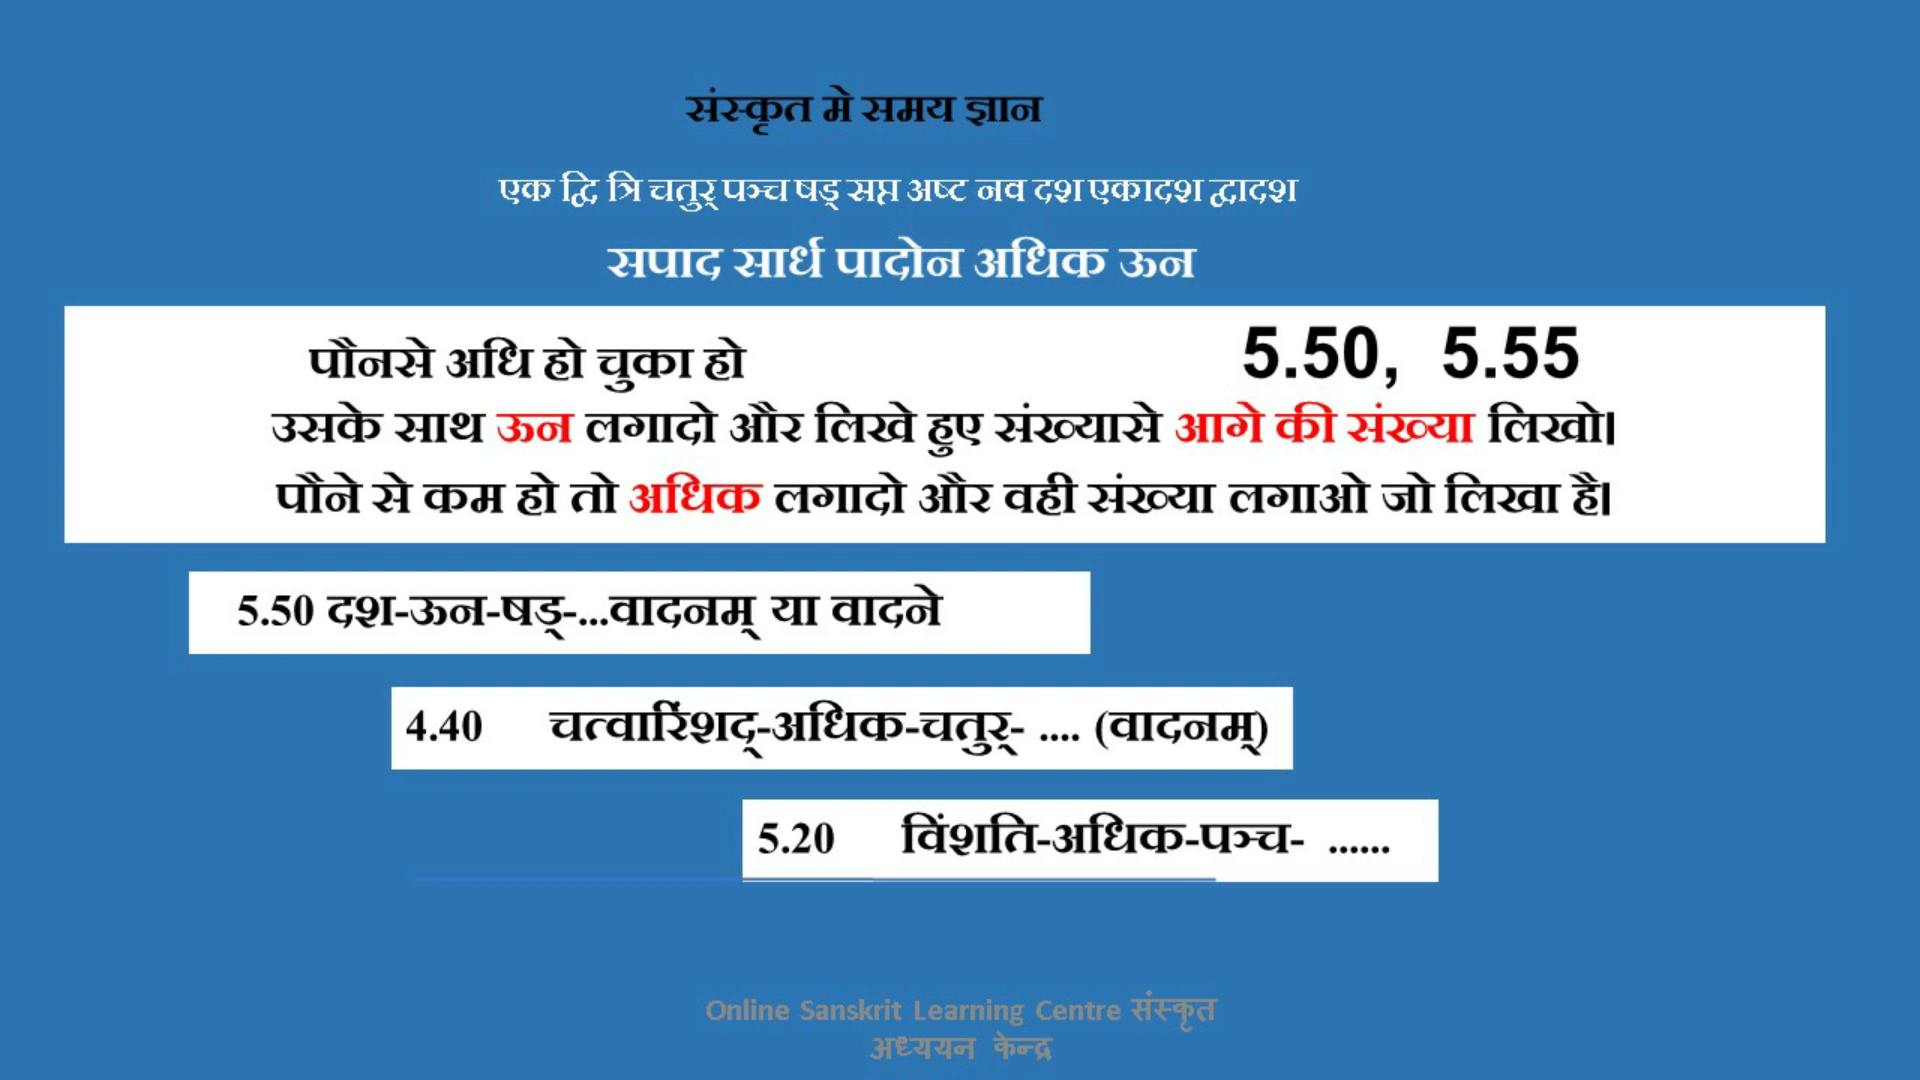 संस्कृत मे समय ज्ञान
एक द्वि त्रि चतुर् पञ्च षड् सप्त अष्ट नव दश एकादश द्वादश
सपाद सार्ध पादोन अधिक ऊन
पौनसे अधि हो चुका हो 5.50, 5.55
उसके साथ ऊन लगादो और लिखे हुए संख्यासे आगे की संख्या लिखो।
पौने से कम हो तो अधिक लगादो और वही संख्या लगाओ जो लिखा है।
5.50 दश-ऊन-षड्-...वादनम् या वादने
4.40 चत्वारिंशद्-अधिक-चतुर्- .... (वादनम्)
5.20 विंशति-अधिक-पञ्च- ......
Online Sanskrit Learning Centre संस्कृत
अध्ययन केन्द्र